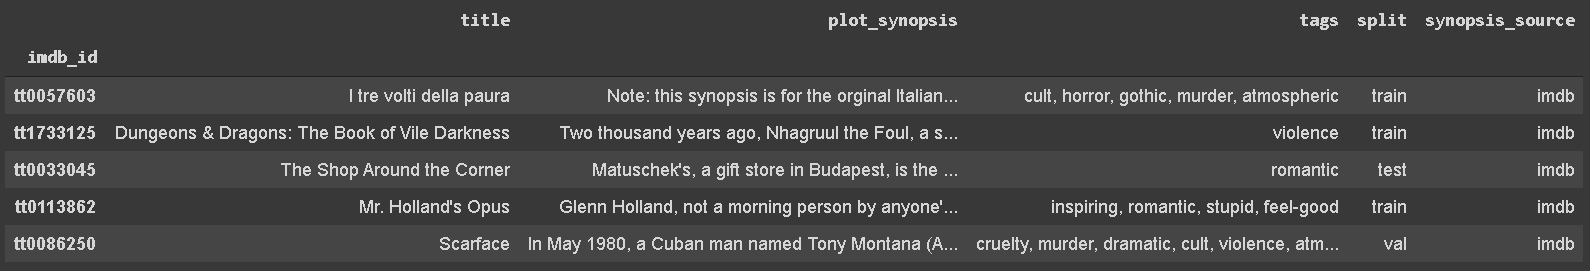 title plot_synopsis tags split synopsis_source
imdb_id
tt0057603 I tre volti della paura Note: this synopsis is for the orginal Italian... cult, horror, gothic, murder, atmospheric train imdb
tt1733125 Dungeons & Dragons: The Book of Vile Darkness Two thousand years ago, Nhagruul the Foul, a s... violence train imdb
tt0033045 The Shop Around the Corner Matuschek's, a gift store in Budapest, is the ... romantic test imdb
tt0113862 Mr. Holland's Opus Glenn Holland, not a morning person by anyone'... inspiring, romantic, stupid, feel-good train imdb
tt0086250 Scarface In May 1980, a Cuban man named Tony Montana (A... cruelty, murder, dramatic, cult, violence, atm... val imdb